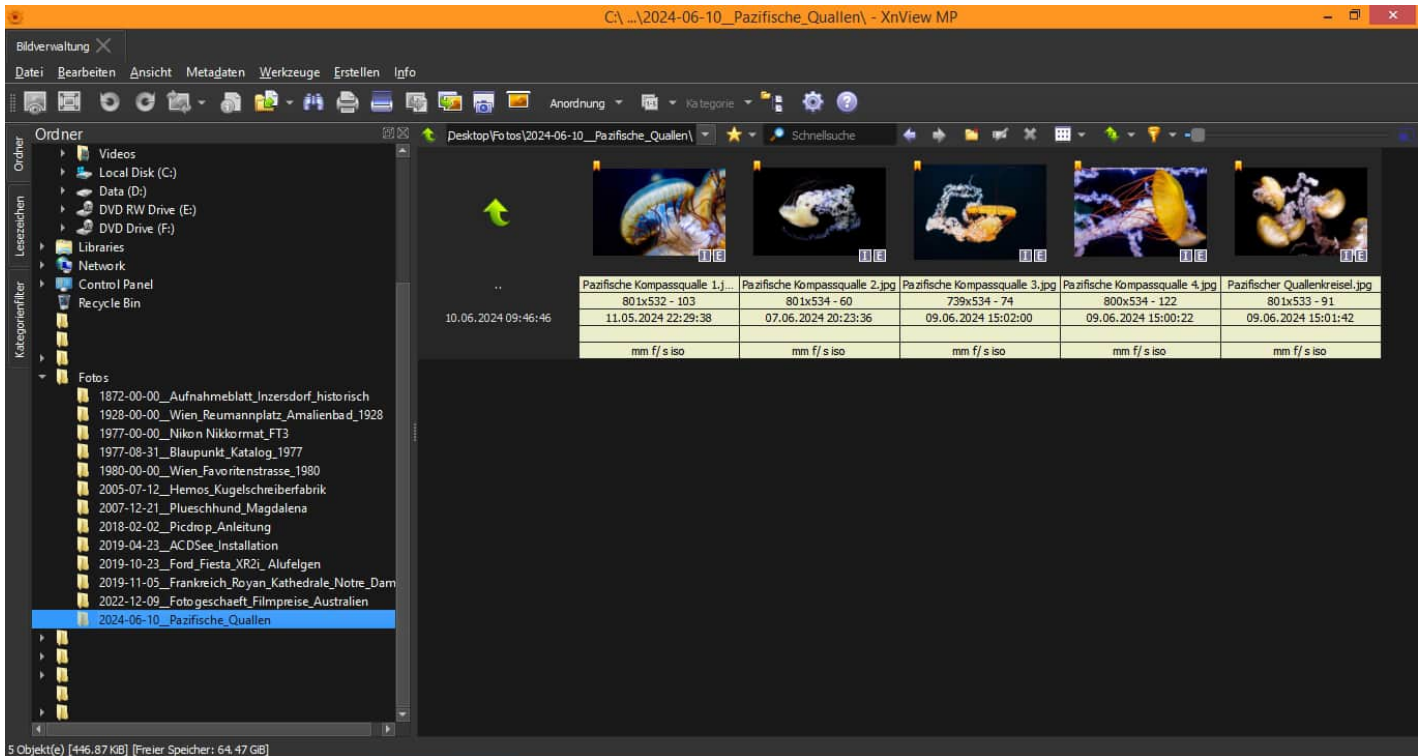 C:\ ...\2024-06-10__Pazifische_Quallen\ - XnView MP
Bildverwaltung
Datei Bearbeiten Ansicht Metadaten Werkzeuge Erstellen Info
Anordnung Kategorie
Ordner
Desktop\Fotos\2024-06-10__Pazifische_Quallen\ Schnellsuche
Ordner
Lesezeichen
Kategorienfilter
Videos
Local Disk (C:)
Data (D:)
DVD RW Drive (E:)
DVD Drive (F:)
Libraries
Network
Control Panel
Recycle Bin
Fotos
1872-00-00__Aufnahmeblatt_Inzersdorf_historisch
1928-00-00__Wien_Reumannplatz_Amalienbad_1928
1977-00-00__Nikon Nikkormat_FT3
1977-08-31__Blaupunkt_Katalog_1977
1980-00-00__Wien_Favoritenstrasse_1980
2005-07-12__Hemos_Kugelschreiberfabrik
2007-12-21__Plueschhund_Magdalena
2018-02-02__Picdrop_Anleitung
2019-04-23__ACDSee_Installation
2019-10-23__Ford_Fiesta_XR2i_ Alufelgen
2019-11-05__Frankreich_Royan_Kathedrale_Notre_Dam
2022-12-09__Fotogeschaeft_Filmpreise_Australien
2024-06-10__Pazifische_Quallen
I E I E I E I E I E
.. Pazifische Kompassqualle 1.j... Pazifische Kompassqualle 2.jpg Pazifische Kompassqualle 3.jpg Pazifische Kompassqualle 4.jpg Pazifischer Quallenkreisel.jpg
801x532 - 103 801x534 - 60 739x534 - 74 800x534 - 122 801x533 - 91
10.06.2024 09:46:46 11.05.2024 22:29:38 07.06.2024 20:23:36 09.06.2024 15:02:00 09.06.2024 15:00:22 09.06.2024 15:01:42
mm f/ s iso mm f/ s iso mm f/ s iso mm f/ s iso mm f/ s iso
5 Objekt(e) [446.87 KiB] [Freier Speicher: 64.47 GiB]